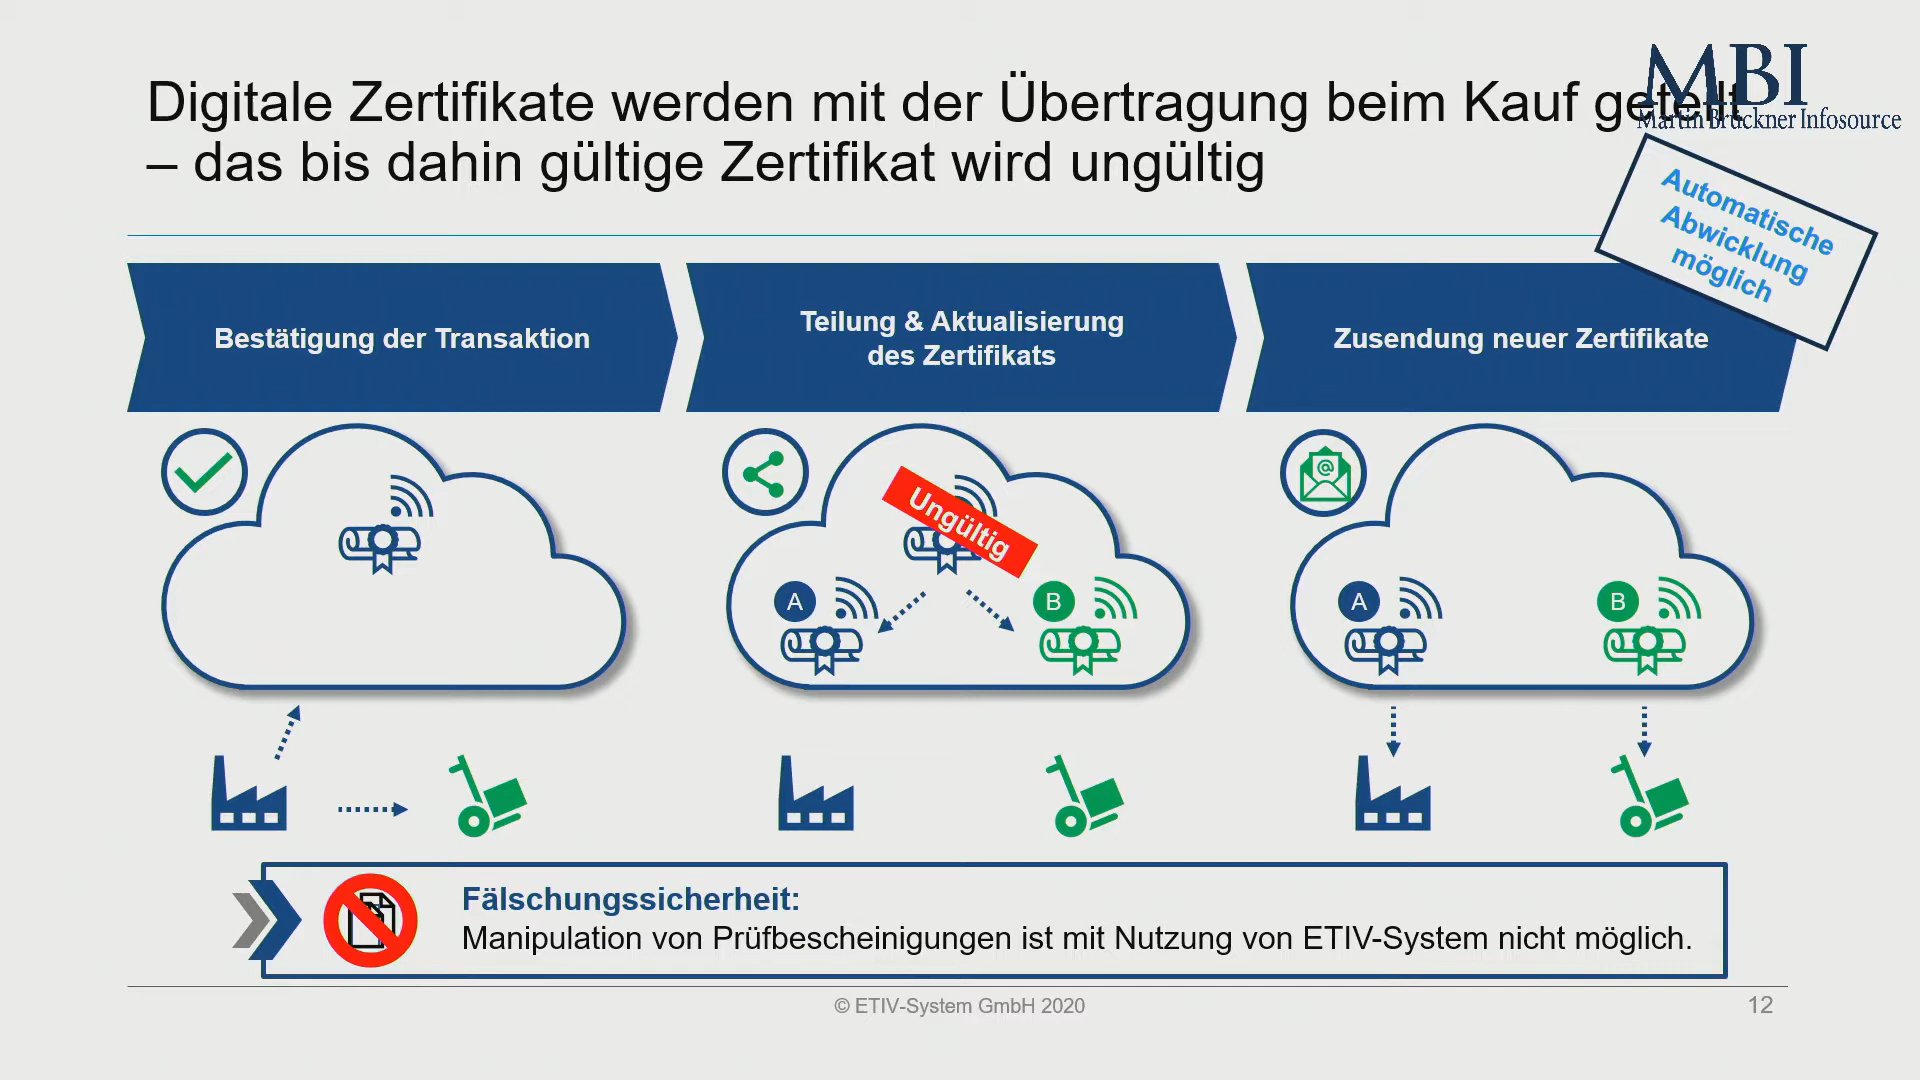 Digitale Zertifikate werden mit der Übertragung beim Kauf geteilt
– das bis dahin gültige Zertifikat wird ungültig
MBI
Martin Brückner Infosource
Automatische
Abwicklung
möglich
Bestätigung der Transaktion
Teilung & Aktualisierung
des Zertifikats
Zusendung neuer Zertifikate
Ungültig
@
A
B
A
B
Fälschungssicherheit:
Manipulation von Prüfbescheinigungen ist mit Nutzung von ETIV-System nicht möglich.
© ETIV-System GmbH 2020
12